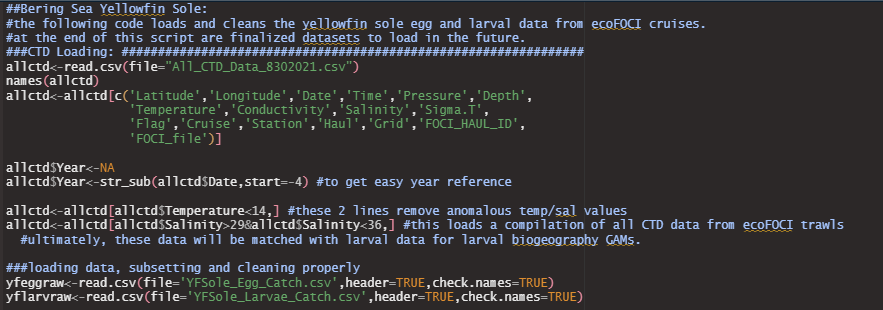 ##Bering Sea Yellowfin Sole:
#the following code loads and cleans the yellowfin sole egg and larval data from ecoFOCI cruises.
#at the end of this script are finalized datasets to load in the future.
###CTD Loading: ################################################################
allctd<-read.csv(file="All_CTD_Data_8302021.csv")
names(allctd)
allctd<-allctd[c('Latitude','Longitude','Date','Time','Pressure','Depth',
'Temperature','Conductivity','Salinity','Sigma.T',
'Flag','Cruise','Station','Haul','Grid','FOCI_HAUL_ID',
'FOCI_file')]
allctd$Year<-NA
allctd$Year<-str_sub(allctd$Date,start=-4) #to get easy year reference
allctd<-allctd[allctd$Temperature<14,] #these 2 lines remove anomalous temp/sal values
allctd<-allctd[allctd$Salinity>29&allctd$Salinity<36,] #this loads a compilation of all CTD data from ecoFOCI trawls
#ultimately, these data will be matched with larval data for larval biogeography GAMs.
###loading data, subsetting and cleaning properly
yfeggraw<-read.csv(file='YFSole_Egg_Catch.csv',header=TRUE,check.names=TRUE)
yflarvraw<-read.csv(file='YFSole_Larvae_Catch.csv',header=TRUE,check.names=TRUE)